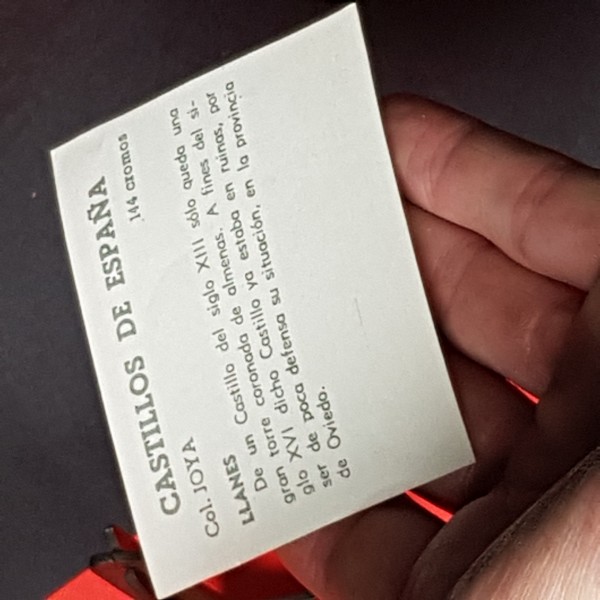 CASTILLOS DE ESPAÑA
Col. JOYA 144 cromos
LLANES
De un Castillo del siglo XIII sólo queda una
gran torre coronada de almenas. A fines del si-
glo XVI dicho Castillo ya estaba en ruinas, por
ser de poca defensa su situación, en la provincia
de Oviedo.